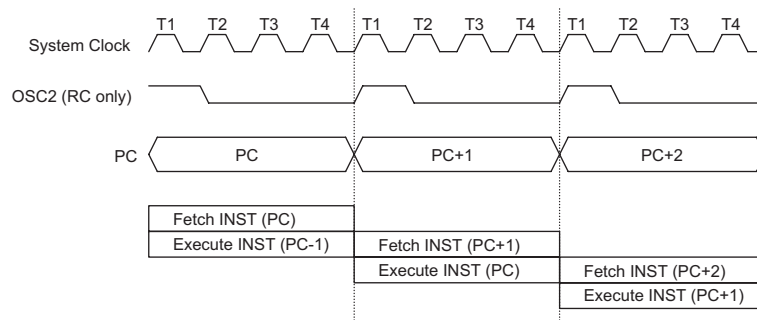 T1 T2 T3 T4 T1 T2 T3 T4 T1 T2 T3 T4
System Clock
OSC2 (RC only)
PC PC PC+1 PC+2
Fetch INST (PC)
Execute INST (PC-1) Fetch INST (PC+1)
Execute INST (PC) Fetch INST (PC+2)
Execute INST (PC+1)